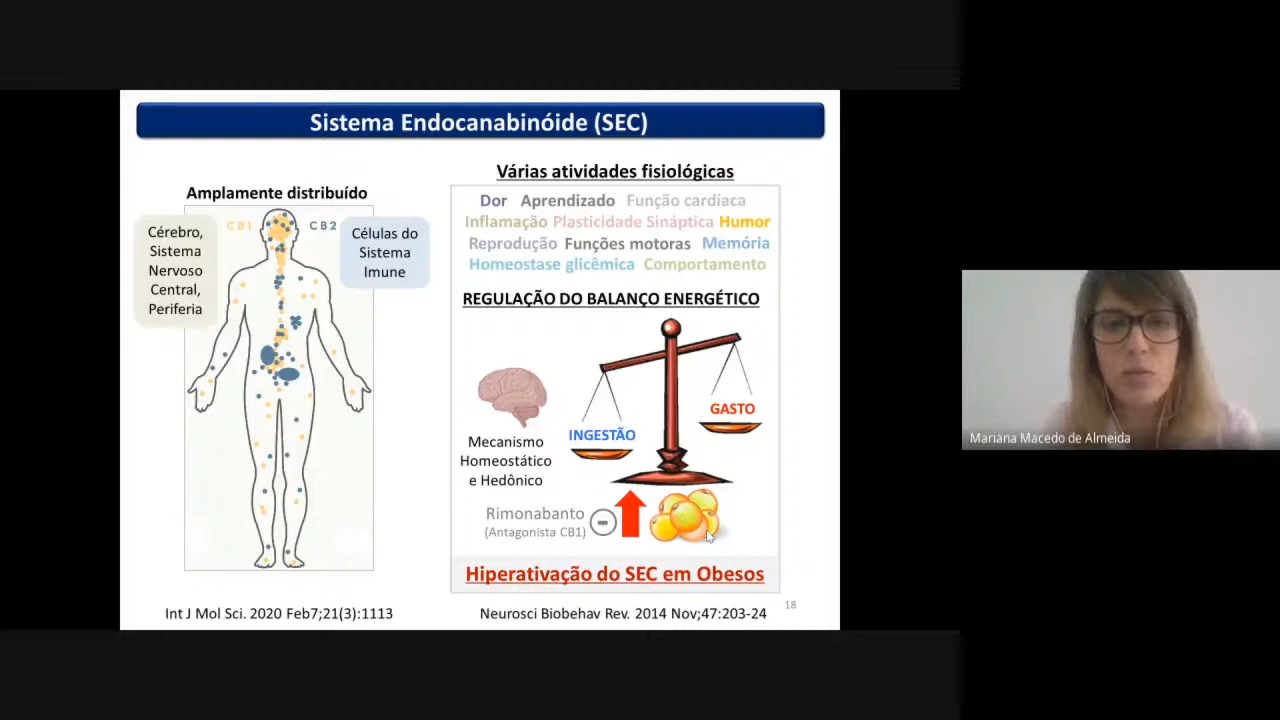 Sistema Endocanabinóide (SEC)
Amplamente distribuído
CB1
CB2
Cérebro,
Sistema
Nervoso
Central,
Periferia
Células do
Sistema
Imune
Int J Mol Sci. 2020 Feb7;21(3):1113
Várias atividades fisiológicas
Dor Aprendizado Função cardíaca
Inflamação Plasticidade Sináptica Humor
Reprodução Funções motoras Memória
Homeostase glicêmica Comportamento
REGULAÇÃO DO BALANÇO ENERGÉTICO
INGESTÃO
GASTO
Mecanismo
Homeostático
e Hedônico
Rimonabanto
(Antagonista CB1)
Hiperativação do SEC em Obesos
Neurosci Biobehav Rev. 2014 Nov;47:203-24
18
Mariana Macedo de Almeida